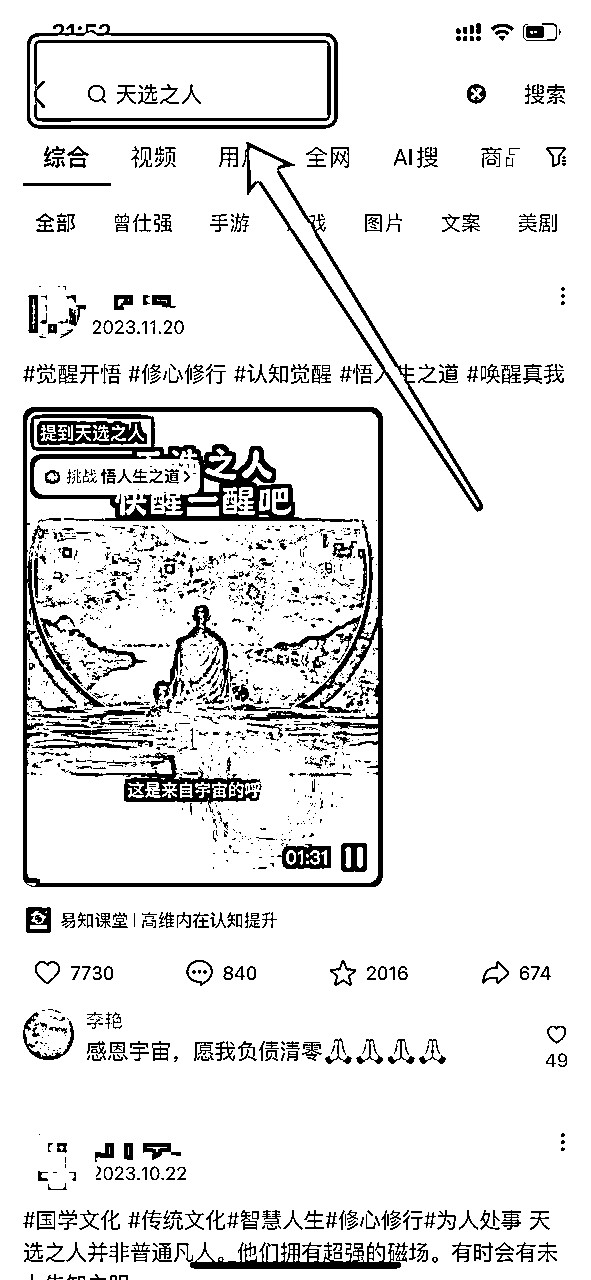 21:52
天选之人
搜索
综合 视频 用户 全网 AI搜 商品
全部 曾仕强 手游 游戏 图片 文案 美剧
2023.11.20
#觉醒开悟 #修心修行 #认知觉醒 #悟人生之道 #唤醒真我
提到天选之人
天选之人
挑战 悟人生之道>
快醒一醒吧
这是来自宇宙的呼
01:31
易知课堂 | 高维内在认知提升
7730 840 2016 674
李艳
感恩宇宙，愿我负债清零🙏🙏🙏🙏
49
2023.10.22
#国学文化 #传统文化#智慧人生#修心修行#为人处事 天
选之人并非普通凡人。他们拥有超强的磁场。有时会有未